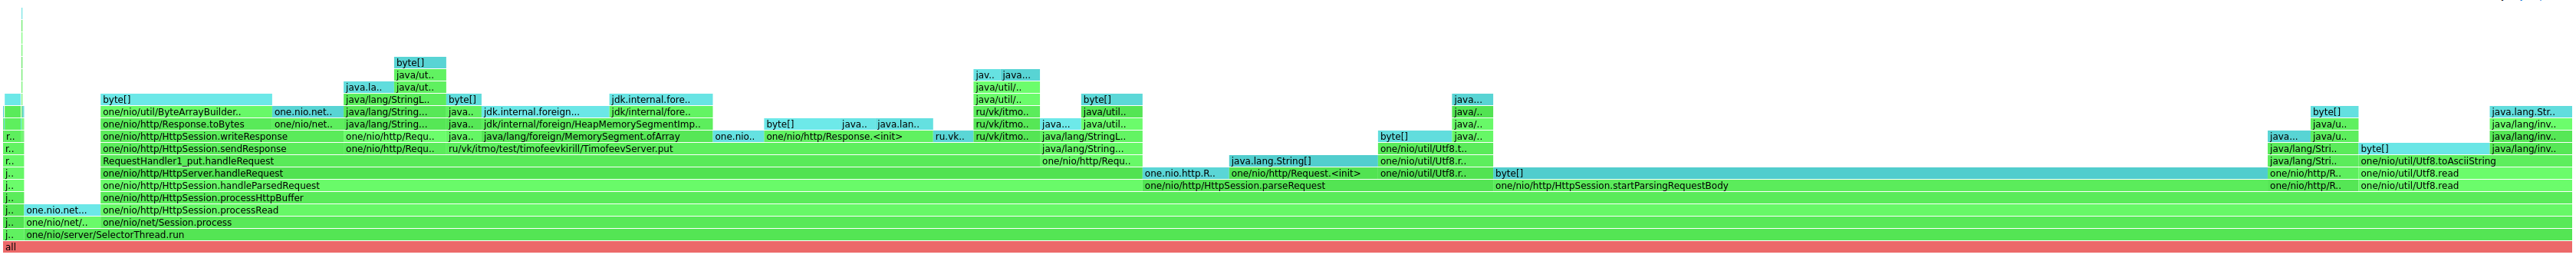 byte[]
java/ut..
jav.. java...
java.la.. java/ut.. java/util/..
byte[] java/lang/StringL.. byte[] jdk.internal.fore.. java/util/.. byte[] java...
one/nio/util/ByteArrayBuilder.. one.nio.net.. java/lang/String... java.. jdk.internal.foreign... jdk/internal/fore.. ru/vk/itmo.. java/util.. java/.. byte[] java.lang.Str..
one/nio/http/Response.toBytes one/nio/net.. java/lang/String... java.. jdk/internal/foreign/HeapMemorySegmentImp.. byte[] java.. java.lan.. ru/vk/itmo.. java... java/util.. java/.. java/u.. java/lang/inv..
r.. one/nio/http/HttpSession.writeResponse one/nio/http/Requ.. java.. java/lang/foreign/MemorySegment.ofArray one.nio.. one/nio/http/Response.<init> ru.vk.. ru/vk/itmo.. java/lang/StringL.. byte[] java/.. java... java/u.. java/lang/inv..
r.. one/nio/http/HttpSession.sendResponse one/nio/http/Requ.. ru/vk/itmo/test/timofeevkirill/TimofeevServer.put java/lang/String... one/nio/util/Utf8.t.. java/lang/Stri.. byte[] java/lang/inv..
r.. RequestHandler1_put.handleRequest one/nio/http/Requ.. java.lang.String[] one/nio/util/Utf8.r.. java/lang/Stri.. one/nio/util/Utf8.toAsciiString
j.. one/nio/http/HttpServer.handleRequest one.nio.http.R.. one/nio/http/Request.<init> one/nio/util/Utf8.r.. byte[] one/nio/http/R.. one/nio/util/Utf8.read
j.. one/nio/http/HttpSession.handleParsedRequest one/nio/http/HttpSession.parseRequest one/nio/http/HttpSession.startParsingRequestBody one/nio/http/R.. one/nio/util/Utf8.read
j.. one/nio/http/HttpSession.processHttpBuffer
j.. one.nio.net... one/nio/http/HttpSession.processRead
j.. one/nio/net/.. one/nio/net/Session.process
j.. one/nio/server/SelectorThread.run
all